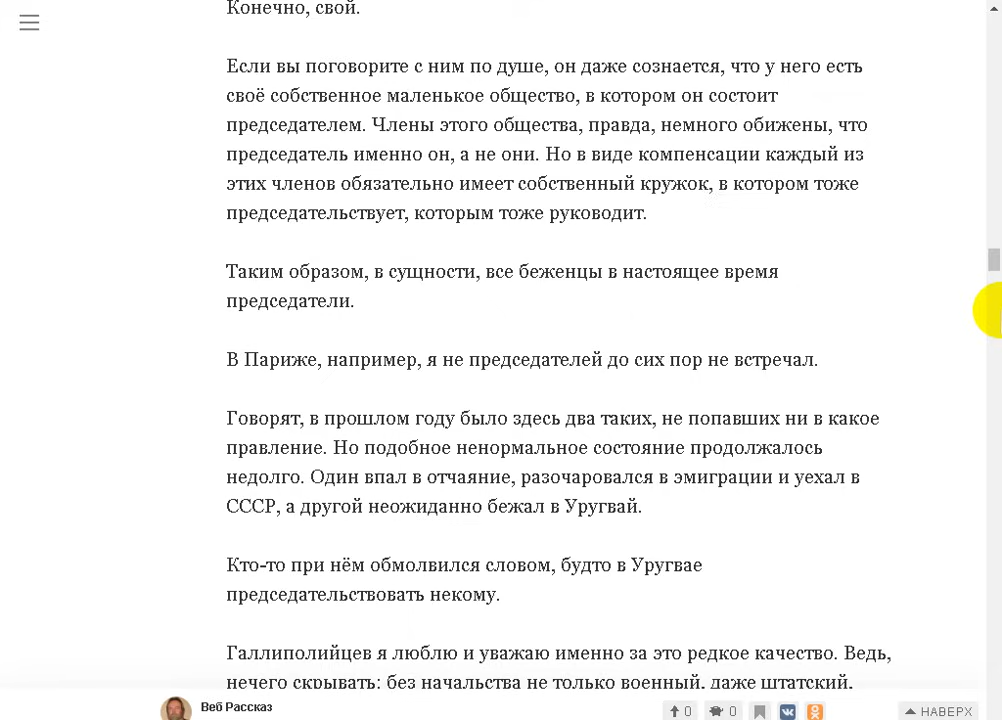 Конечно, свой.
Если вы поговорите с ним по душе, он даже сознается, что у него есть
своё собственное маленькое общество, в котором он состоит
председателем. Члены этого общества, правда, немного обижены, что
председатель именно он, а не они. Но в виде компенсации каждый из
этих членов обязательно имеет собственный кружок, в котором тоже
председательствует, которым тоже руководит.
Таким образом, в сущности, все беженцы в настоящее время
председатели.
В Париже, например, я не председателей до сих пор не встречал.
Говорят, в прошлом году было здесь два таких, не попавших ни в какое
правление. Но подобное ненормальное состояние продолжалось
недолго. Один впал в отчаяние, разочаровался в эмиграции и уехал в
СССР, а другой неожиданно бежал в Уругвай.
Кто-то при нём обмолвился словом, будто в Уругвае
председательствовать некому.
Галлиполийцев я люблю и уважаю именно за это редкое качество. Ведь,
нечего скрывать: без начальства не только военный, даже штатский,
Веб Рассказ
0
0
НАВЕРХ